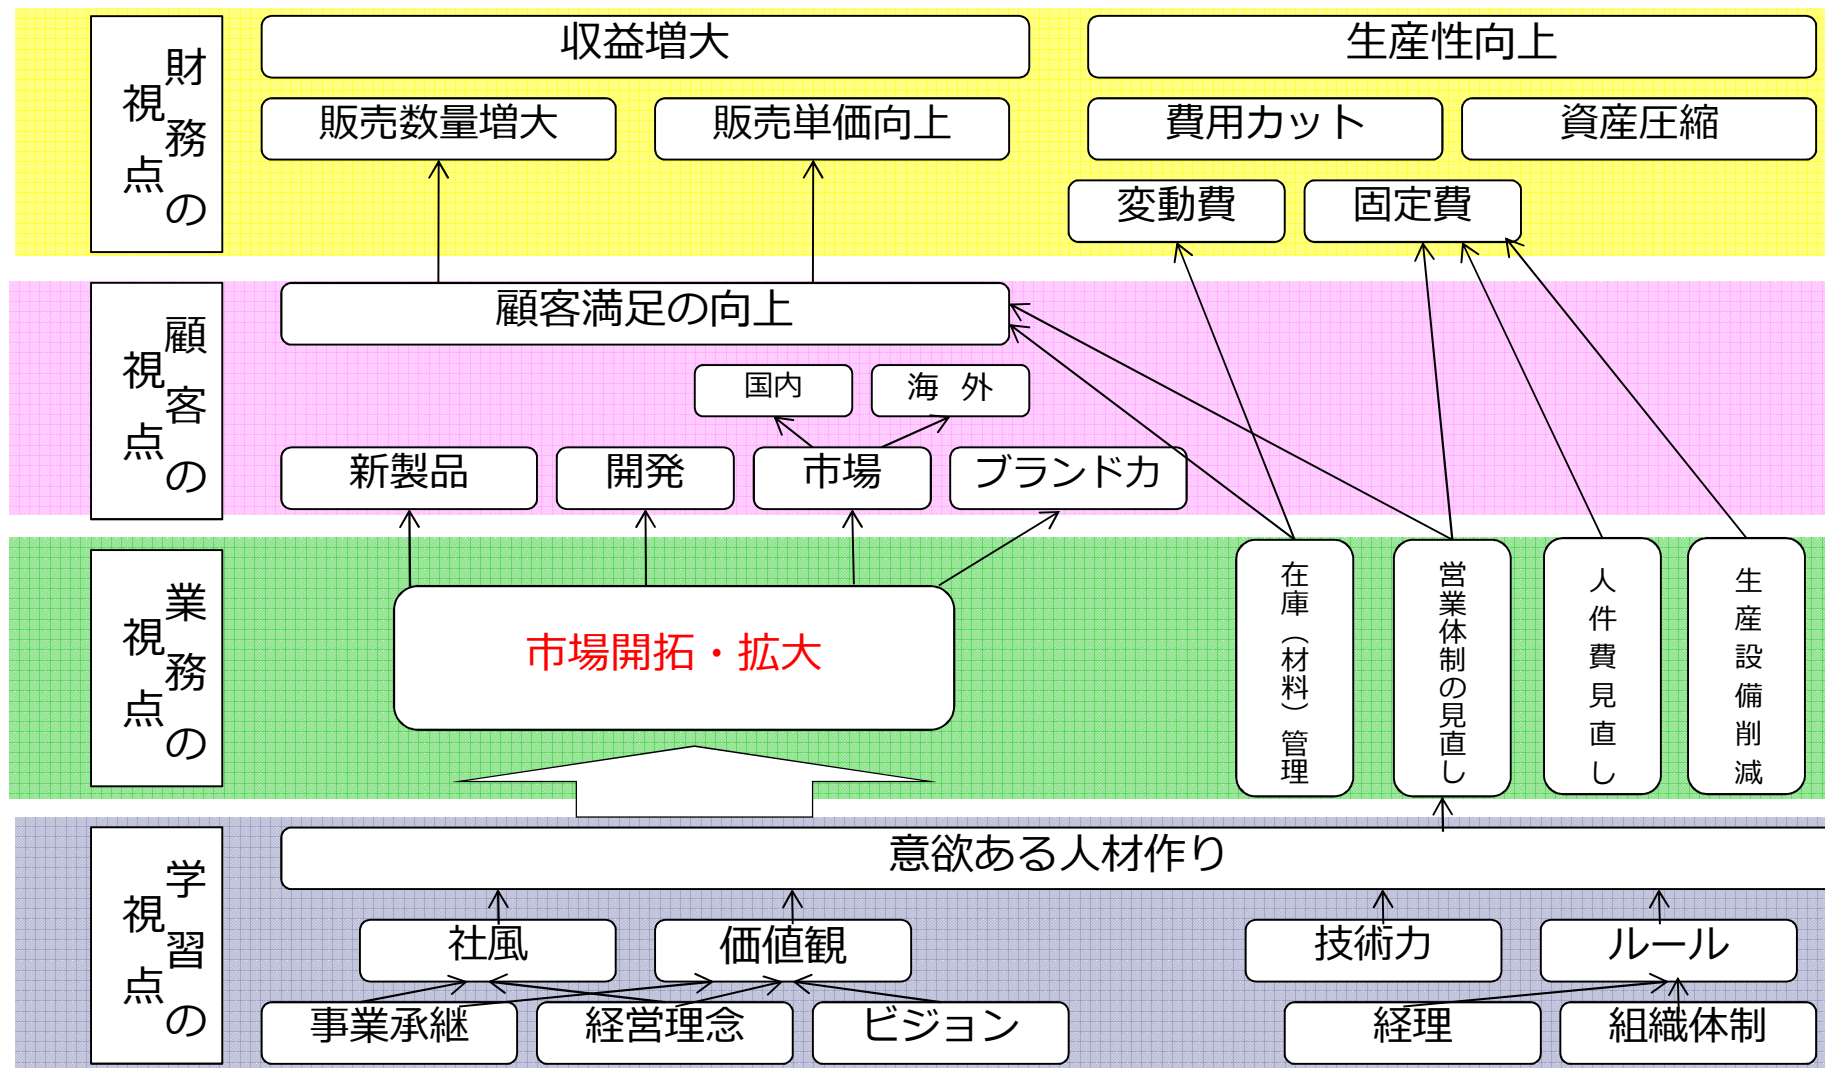 財務の
視点
収益増大
生産性向上
販売数量増大
販売単価向上
費用カット
資産圧縮
変動費
固定費
顧客の
視点
顧客満足の向上
国内
海 外
新製品
開発
市場
ブランド力
業務の
視点
市場開拓・拡大
在庫（材料）管理
営業体制の見直し
人件費見直し
生産設備削減
学習の
視点
意欲ある人材作り
社風
価値観
技術力
ルール
事業承継
経営理念
ビジョン
経理
組織体制